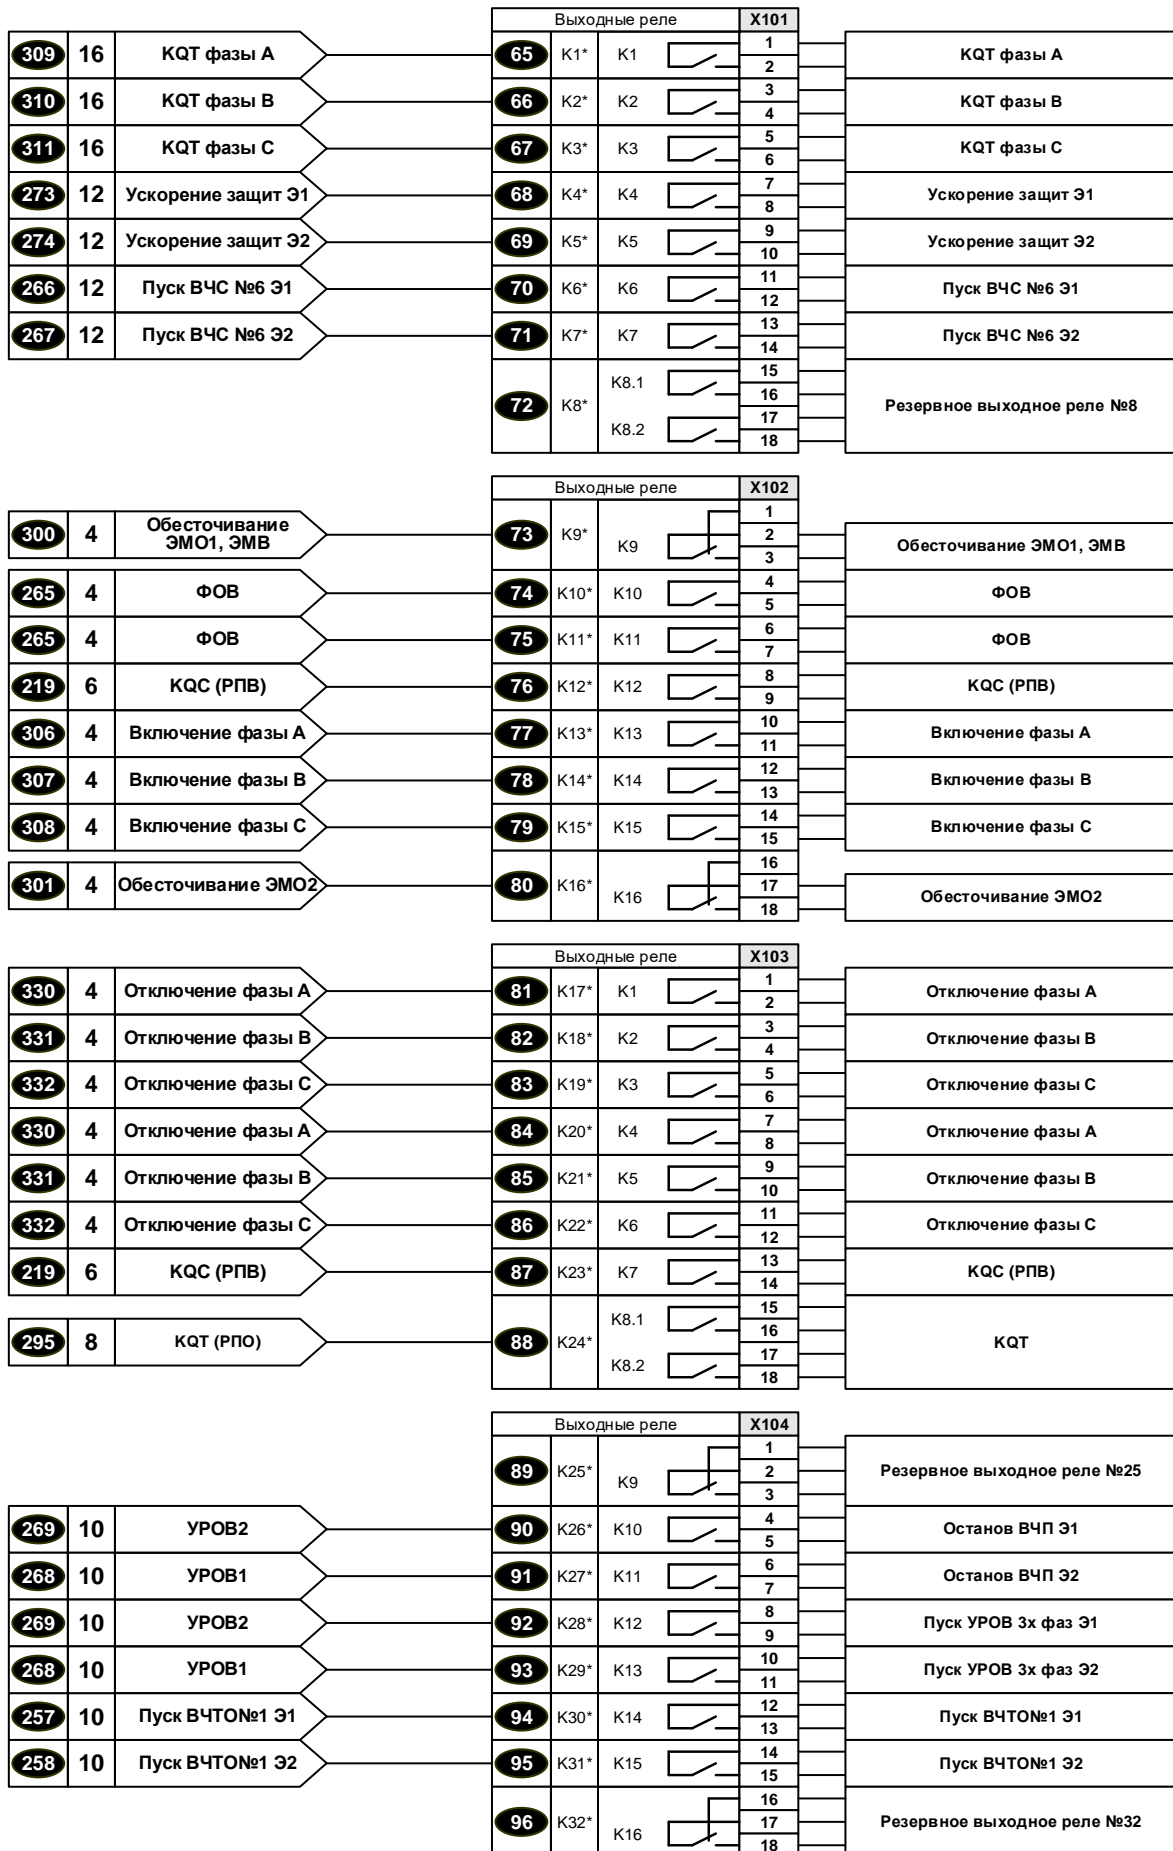 Выходные реле X101
309 16 KQT фазы А 65 K1* K1 1 2 KQT фазы А
310 16 KQT фазы В 66 K2* K2 3 4 KQT фазы В
311 16 KQT фазы С 67 K3* K3 5 6 KQT фазы С
273 12 Ускорение защит Э1 68 K4* K4 7 8 Ускорение защит Э1
274 12 Ускорение защит Э2 69 K5* K5 9 10 Ускорение защит Э2
266 12 Пуск ВЧС №6 Э1 70 K6* K6 11 12 Пуск ВЧС №6 Э1
267 12 Пуск ВЧС №6 Э2 71 K7* K7 13 14 Пуск ВЧС №6 Э2
72 K8* K8.1 K8.2 15 16 17 18 Резервное выходное реле №8
Выходные реле X102
300 4 Обесточивание
ЭМО1, ЭМВ 73 K9* K9 1 2 3 Обесточивание ЭМО1, ЭМВ
265 4 ФОВ 74 K10* K10 4 5 ФОВ
265 4 ФОВ 75 K11* K11 6 7 ФОВ
219 6 KQC (РПВ) 76 K12* K12 8 9 KQC (РПВ)
306 4 Включение фазы А 77 K13* K13 10 11 Включение фазы А
307 4 Включение фазы В 78 K14* K14 12 13 Включение фазы В
308 4 Включение фазы С 79 K15* K15 14 15 Включение фазы С
301 4 Обесточивание ЭМО2 80 K16* K16 16 17 18 Обесточивание ЭМО2
Выходные реле X103
330 4 Отключение фазы А 81 K17* K1 1 2 Отключение фазы А
331 4 Отключение фазы В 82 K18* K2 3 4 Отключение фазы В
332 4 Отключение фазы С 83 K19* K3 5 6 Отключение фазы С
330 4 Отключение фазы А 84 K20* K4 7 8 Отключение фазы А
331 4 Отключение фазы В 85 K21* K5 9 10 Отключение фазы В
332 4 Отключение фазы С 86 K22* K6 11 12 Отключение фазы С
219 6 KQC (РПВ) 87 K23* K7 13 14 KQC (РПВ)
295 8 KQT (РПО) 88 K24* K8.1 K8.2 15 16 17 18 KQT
Выходные реле X104
89 K25* K9 1 2 3 Резервное выходное реле №25
269 10 УРОВ2 90 K26* K10 4 5 Останов ВЧП Э1
268 10 УРОВ1 91 K27* K11 6 7 Останов ВЧП Э2
269 10 УРОВ2 92 K28* K12 8 9 Пуск УРОВ 3х фаз Э1
268 10 УРОВ1 93 K29* K13 10 11 Пуск УРОВ 3х фаз Э2
257 10 Пуск ВЧТО№1 Э1 94 K30* K14 12 13 Пуск ВЧТО№1 Э1
258 10 Пуск ВЧТО№1 Э2 95 K31* K15 14 15 Пуск ВЧТО№1 Э2
96 K32* K16 16 17 18 Резервное выходное реле №32